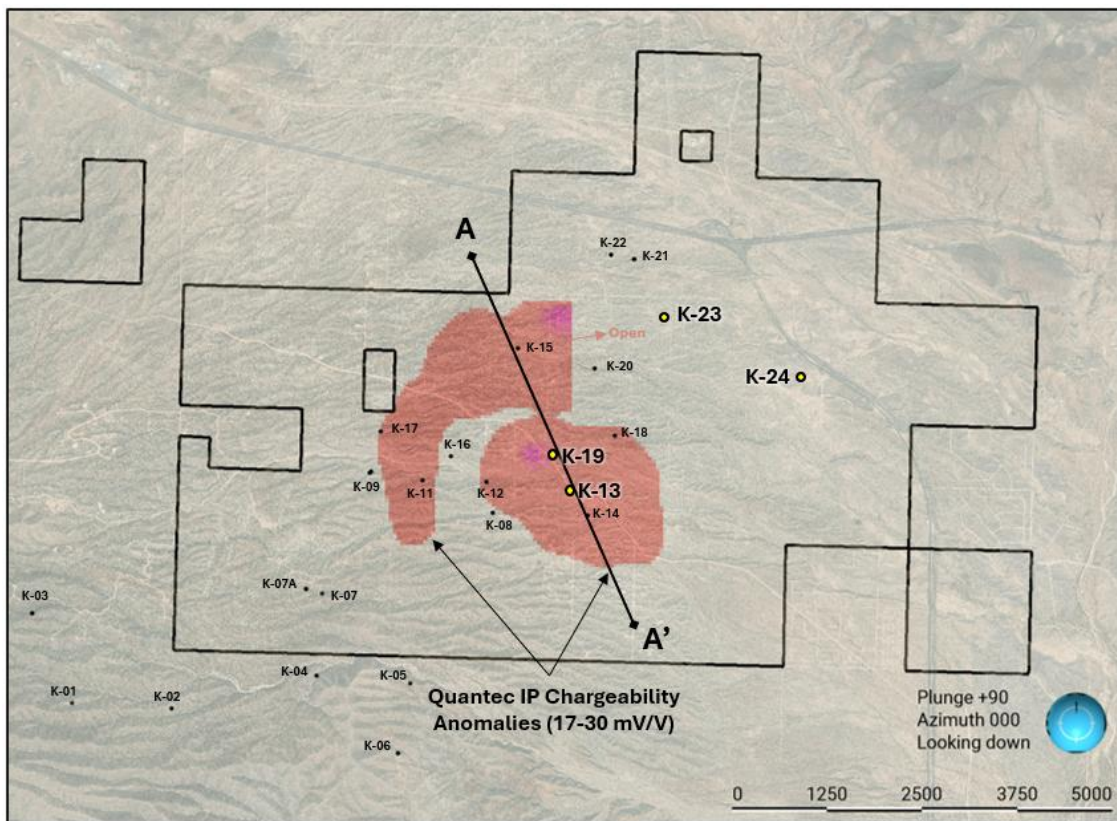 A
K-22
K-21
K-23
Open
K-15
K-20
K-24
K-17
K-18
K-16
K-19
K-09
K-11
K-12
K-13
K-08
K-14
K-07A
K-07
K-03
A’
K-04
K-05
K-01
K-02
Quantec IP Chargeability
Anomalies (17-30 mV/V)
K-06
Plunge +90
Azimuth 000
Looking down
0 1250 2500 3750 5000